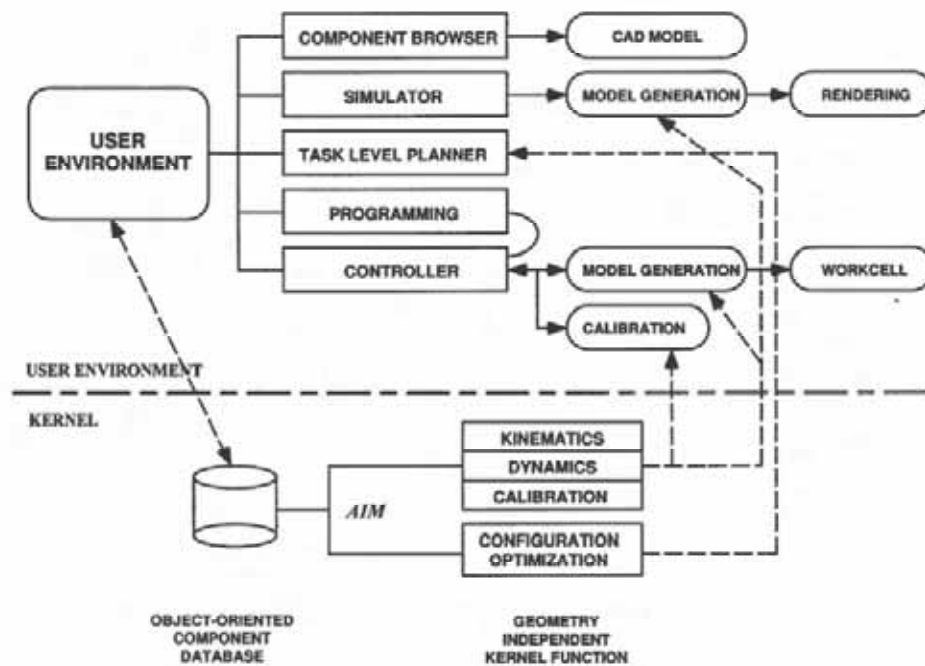 COMPONENT BROWSER
CAD MODEL
SIMULATOR
MODEL GENERATION
RENDERING
USER
ENVIRONMENT
TASK LEVEL PLANNER
PROGRAMMING
CONTROLLER
MODEL GENERATION
WORKCELL
CALIBRATION
USER ENVIRONMENT
KERNEL
KINEMATICS
DYNAMICS
CALIBRATION
AIM
CONFIGURATION
OPTIMIZATION
OBJECT-ORIENTED
COMPONENT
DATABASE
GEOMETRY
INDEPENDENT
KERNEL FUNCTION